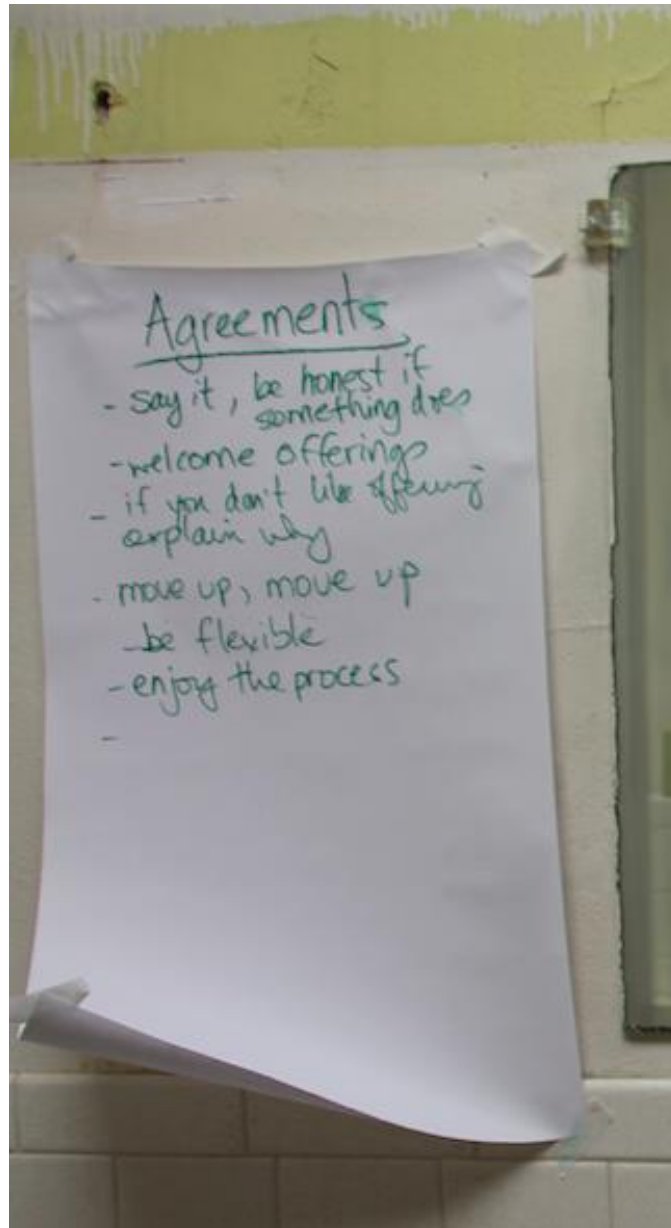 Agreements
- say it, be honest if
something does
- welcome offerings
- if you don't like offering
explain why
- move up, move up
- be flexible
- enjoy the process
-